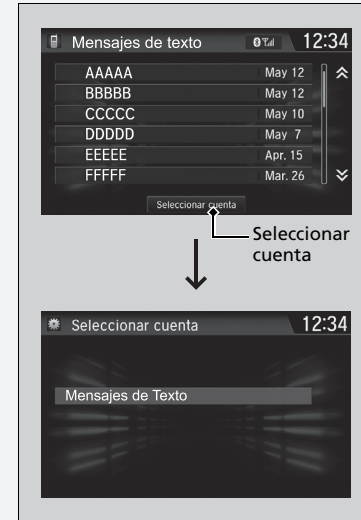 Mensajes de texto 12:34
AAAAA May 12
BBBBB May 12
CCCCC May 10
DDDDD May 7
EEEEE Apr. 15
FFFFF Mar. 26
Seleccionar cuenta
Seleccionar
cuenta
Seleccionar cuenta 12:34
Mensajes de Texto